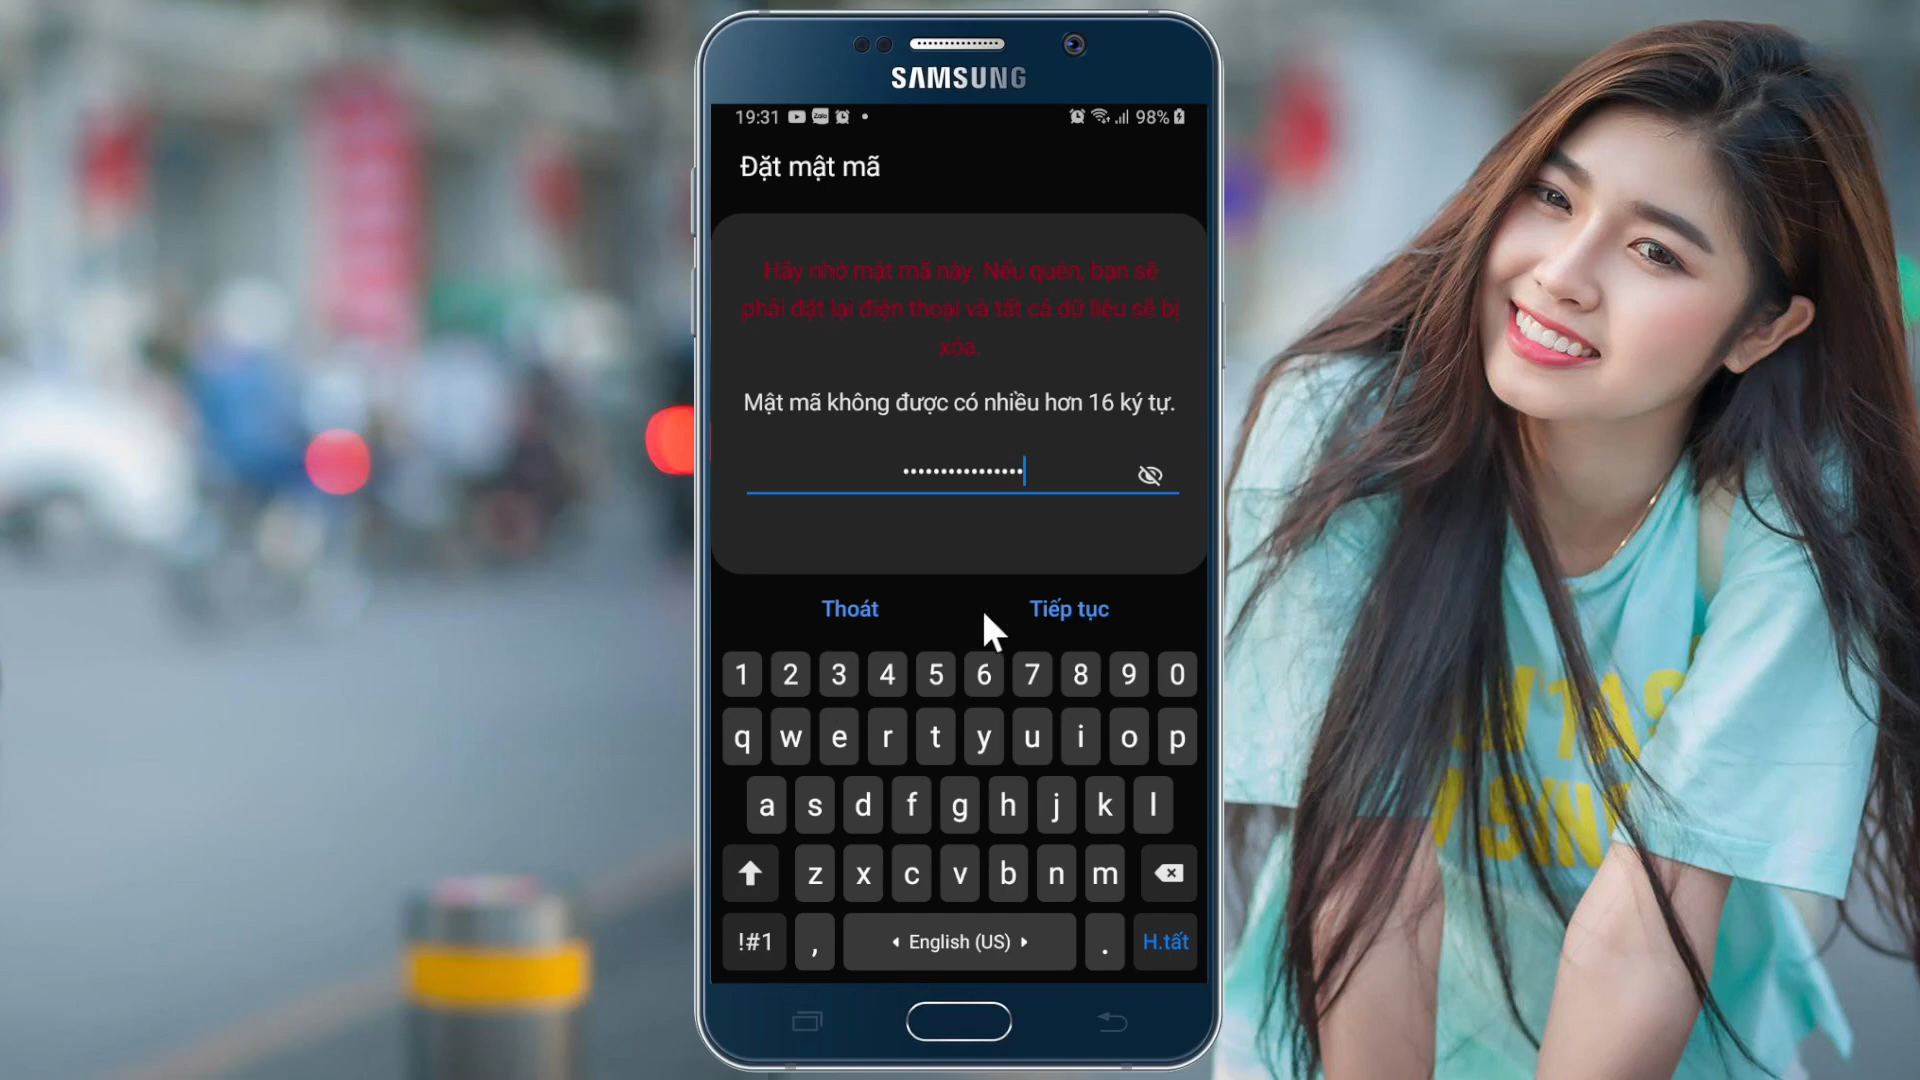 SAMSUNG
19:31
98%
Đặt mật mã
Hãy nhớ mật mã này. Nếu quên, bạn sẽ
phải đặt lại điện thoại và tất cả dữ liệu sẽ bị
xóa.
Mật mã không được có nhiều hơn 16 ký tự.
••••••••••••••••
Thoát Tiếp tục
1 2 3 4 5 6 7 8 9 0
q w e r t y u i o p
a s d f g h j k l
z x c v b n m
!#1 , English (US) . H.tất